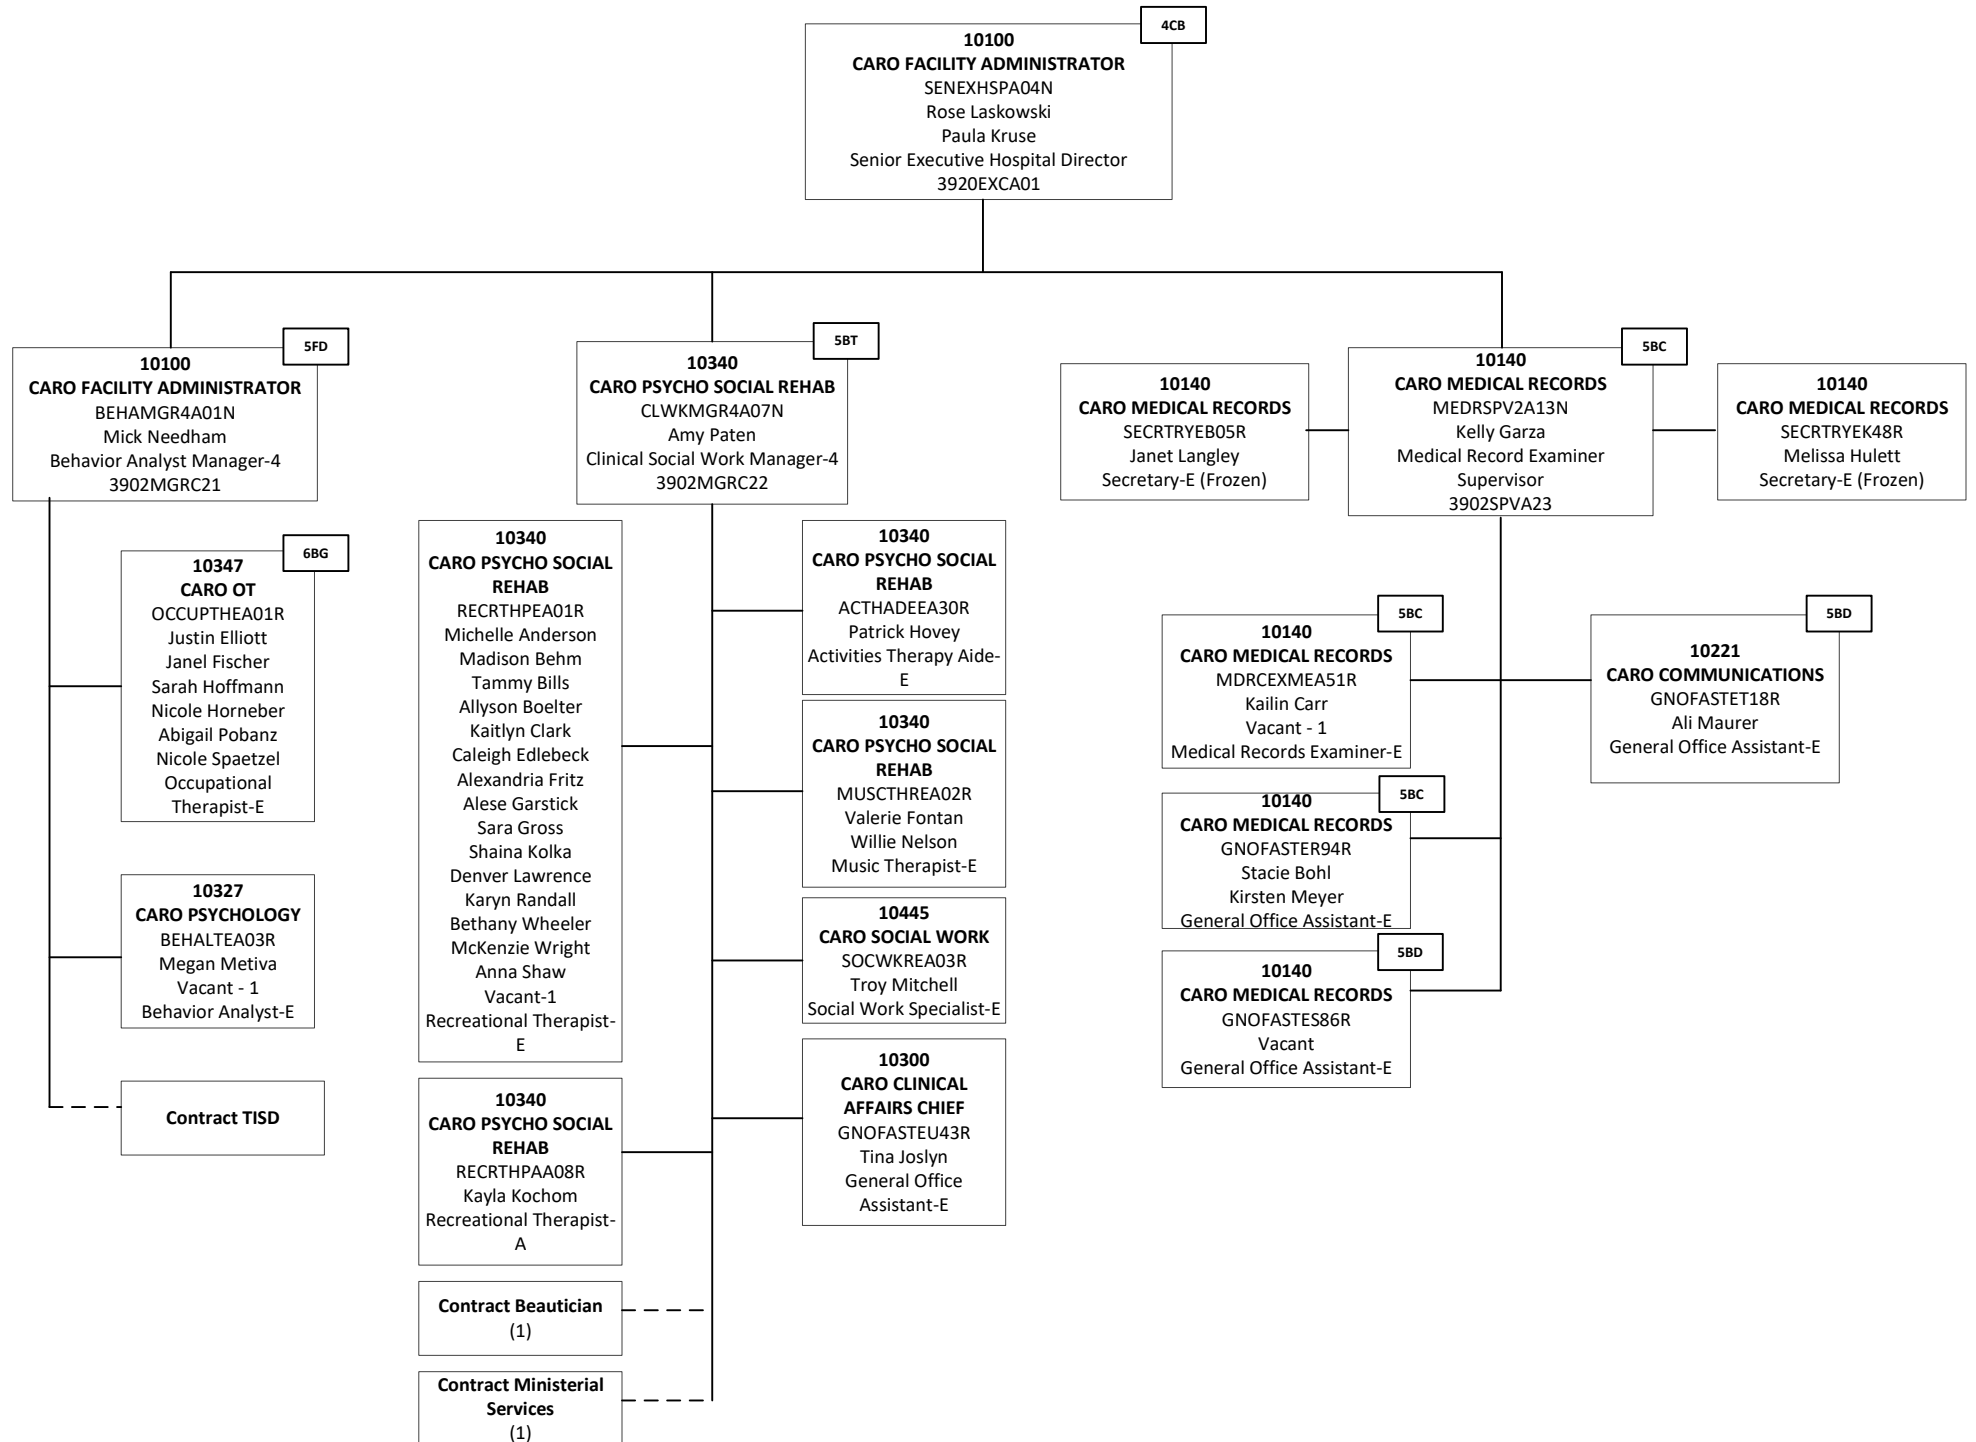 4CB
10100
CARO FACILITY ADMINISTRATOR
SENEXHSPA04N
Rose Laskowski
Paula Kruse
Senior Executive Hospital Director
3920EXCA01
5FD
10100
CARO FACILITY ADMINISTRATOR
BEHAMGR4A01N
Mick Needham
Behavior Analyst Manager-4
3902MGRC21
6BG
10347
CARO OT
OCCUPTHEA01R
Justin Elliott
Janel Fischer
Sarah Hoffmann
Nicole Horneber
Abigail Pobanz
Nicole Spaetzel
Occupational
Therapist-E
10327
CARO PSYCHOLOGY
BEHALTEA03R
Megan Metiva
Vacant - 1
Behavior Analyst-E
Contract TISD
5BT
10340
CARO PSYCHO SOCIAL REHAB
CLWKMGR4A07N
Amy Paten
Clinical Social Work Manager-4
3902MGRC22
10340
CARO PSYCHO SOCIAL
REHAB
RECRTHPEA01R
Michelle Anderson
Madison Behm
Tammy Bills
Allyson Boelter
Kaitlyn Clark
Caleigh Edlebeck
Alexandria Fritz
Alese Garstick
Sara Gross
Shaina Kolka
Denver Lawrence
Karyn Randall
Bethany Wheeler
McKenzie Wright
Anna Shaw
Vacant-1
Recreational Therapist-
E
10340
CARO PSYCHO SOCIAL
REHAB
RECRTHPAA08R
Kayla Kochom
Recreational Therapist-
A
Contract Beautician
(1)
Contract Ministerial
Services
(1)
10340
CARO PSYCHO SOCIAL
REHAB
ACTHADEEA30R
Patrick Hovey
Activities Therapy Aide-
E
10340
CARO PSYCHO SOCIAL
REHAB
MUSCTHREA02R
Valerie Fontan
Willie Nelson
Music Therapist-E
10445
CARO SOCIAL WORK
SOCWKREA03R
Troy Mitchell
Social Work Specialist-E
10300
CARO CLINICAL
AFFAIRS CHIEF
GNOFASTEU43R
Tina Joslyn
General Office
Assistant-E
10140
CARO MEDICAL RECORDS
SECRTRYEB05R
Janet Langley
Secretary-E (Frozen)
5BC
10140
CARO MEDICAL RECORDS
MEDRSPV2A13N
Kelly Garza
Medical Record Examiner
Supervisor
3902SPVA23
10140
CARO MEDICAL RECORDS
SECRTRYEK48R
Melissa Hulett
Secretary-E (Frozen)
5BC
10140
CARO MEDICAL RECORDS
MDRCEXMEA51R
Kailin Carr
Vacant - 1
Medical Records Examiner-E
5BD
10221
CARO COMMUNICATIONS
GNOFASTET18R
Ali Maurer
General Office Assistant-E
5BC
10140
CARO MEDICAL RECORDS
GNOFASTER94R
Stacie Bohl
Kirsten Meyer
General Office Assistant-E
5BD
10140
CARO MEDICAL RECORDS
GNOFASTES86R
Vacant
General Office Assistant-E